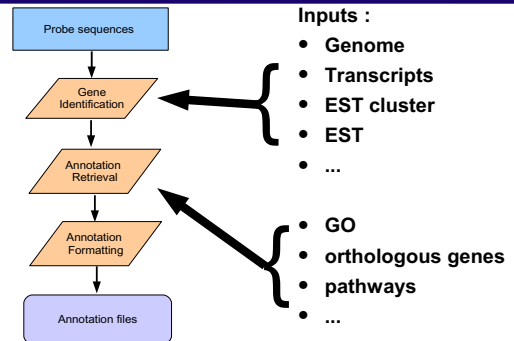 Probe sequences
Gene
Identification
Annotation
Retrieval
Annotation
Formatting
Annotation files
Inputs :
• Genome
• Transcripts
• EST cluster
• EST
• ...
• GO
• orthologous genes
• pathways
• ...